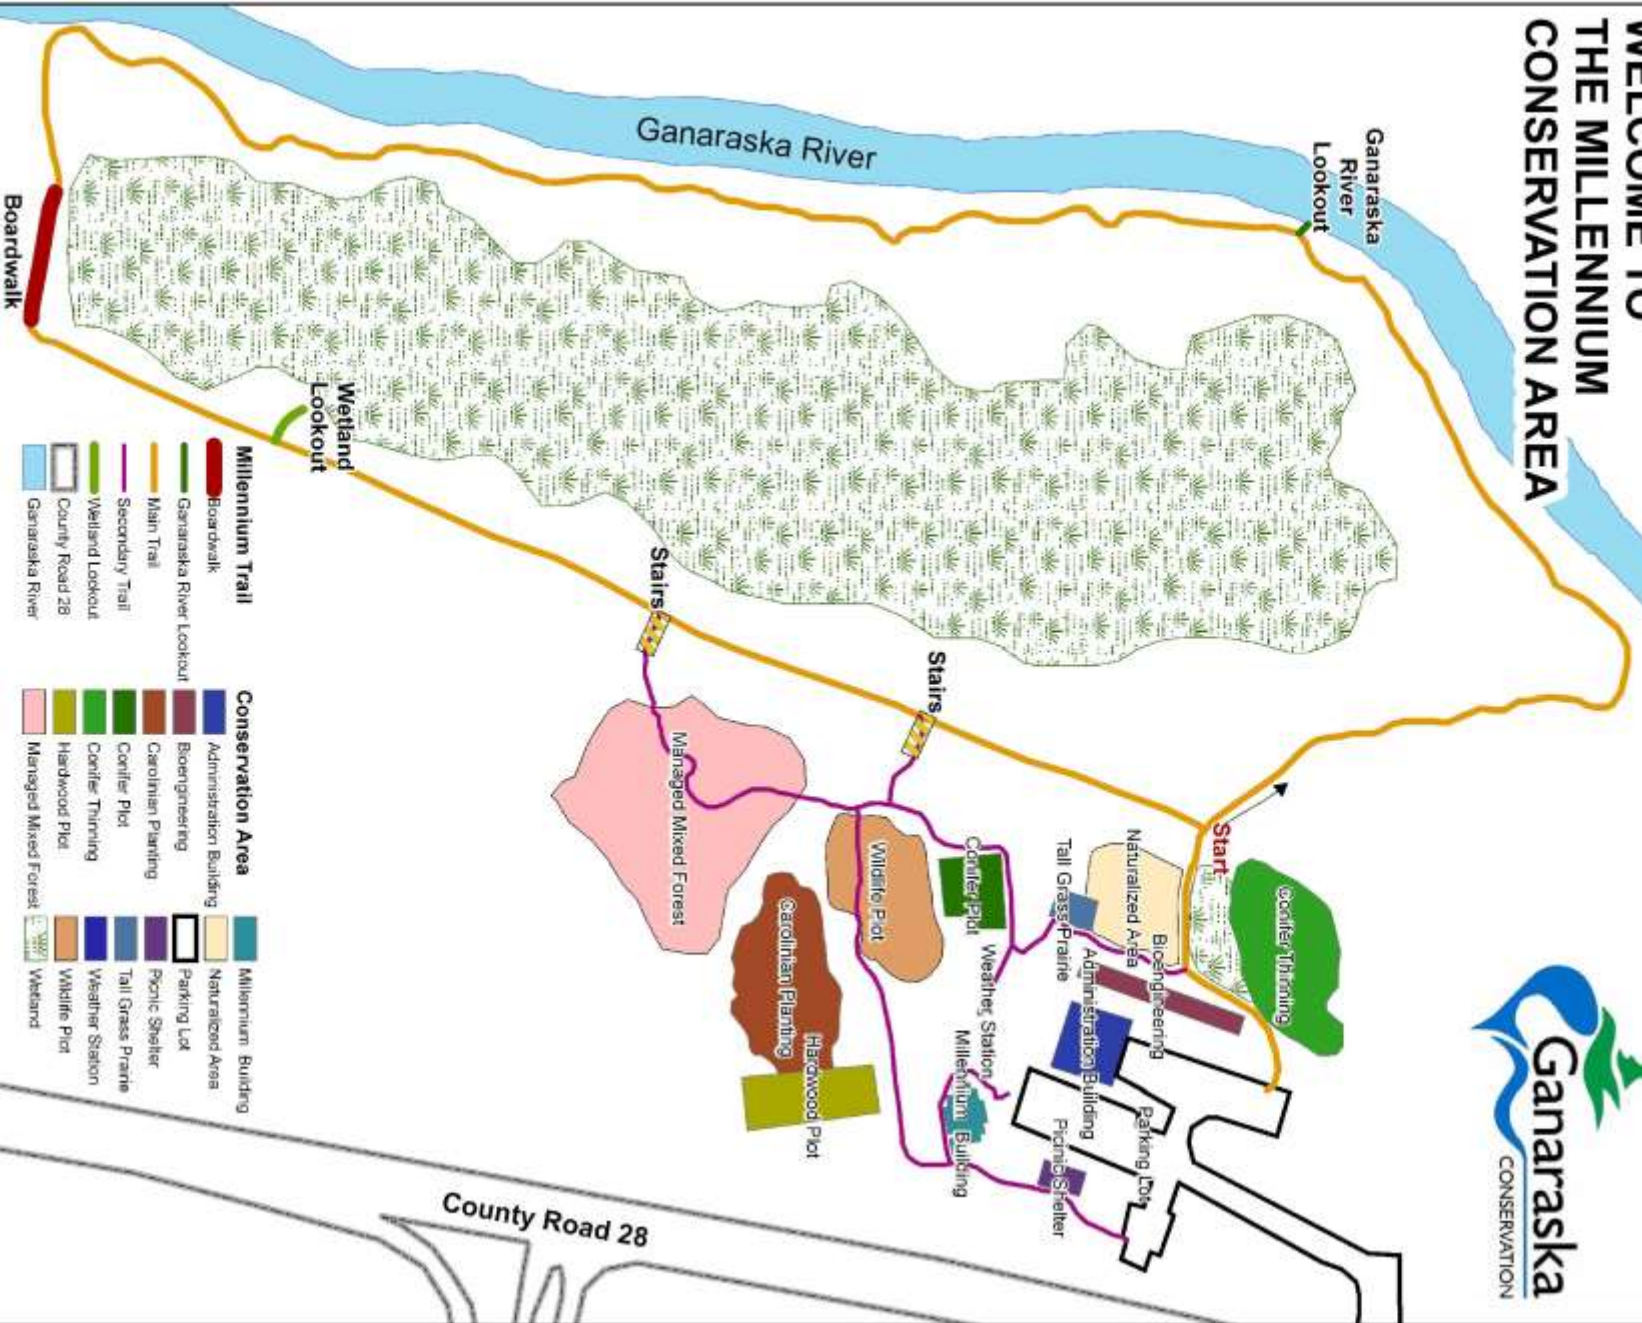 WELCOME TO
THE MILLENNIUM
CONSERVATION AREA
Ganaraska
CONSERVATION
Ganaraska
River
Lookout
Ganaraska River
Start
Conifer Thinning
Naturalized Area
Bioengineering
Tall Grass Prairie
Administration Building
Parking Lot
Conifer Plot
Weather Station
Millennium Building
Picnic Shelter
Stairs
Wildlife Plot
Carolinian Planting
Hardwood Plot
Stairs
Managed Mixed Forest
Wetland
Lookout
Boardwalk
County Road 28
Millennium Trail
Boardwalk
Ganaraska River Lookout
Main Trail
Secondary Trail
Wetland Lookout
County Road 28
Ganaraska River
Conservation Area
Administration Building
Bioengineering
Carolinian Planting
Conifer Plot
Conifer Thinning
Hardwood Plot
Managed Mixed Forest
Millennium Building
Naturalized Area
Parking Lot
Picnic Shelter
Tall Grass Prairie
Weather Station
Wildlife Plot
Wetland